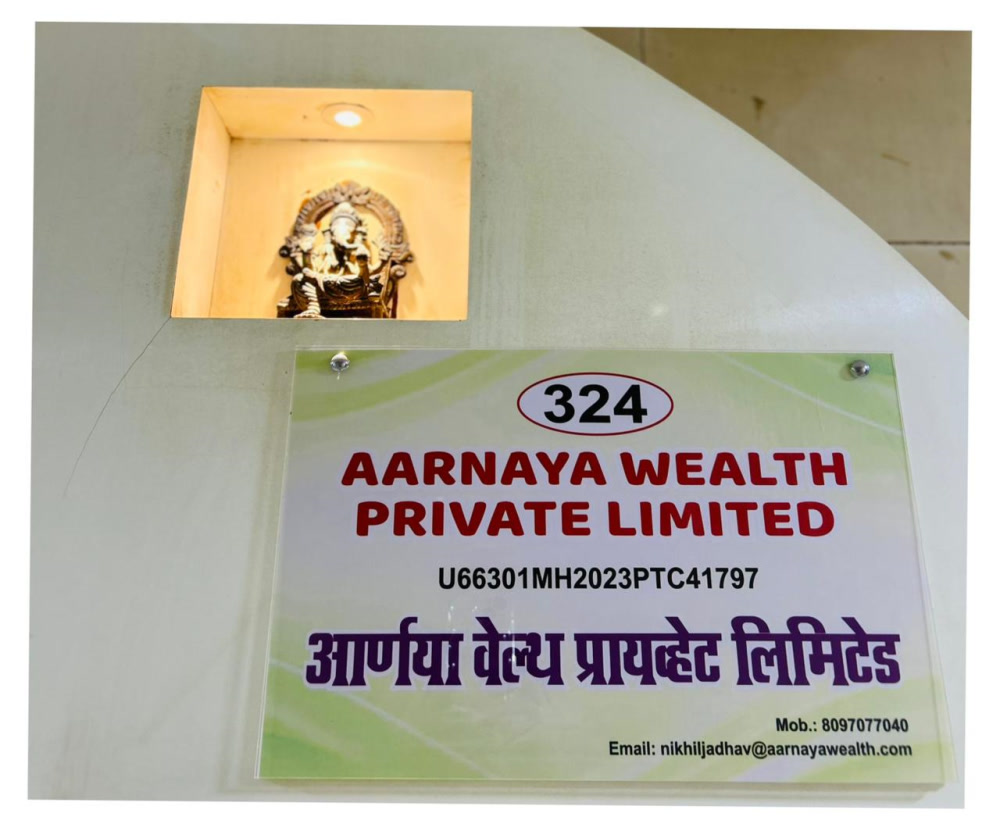 324
AARNAYA WEALTH
PRIVATE LIMITED
U66301MH2023PTC41797
आर्णया वेल्थ प्रायव्हेट लिमिटेड
Mob.: 8097077040
Email: nikhiljadhav@aarnayawealth.com